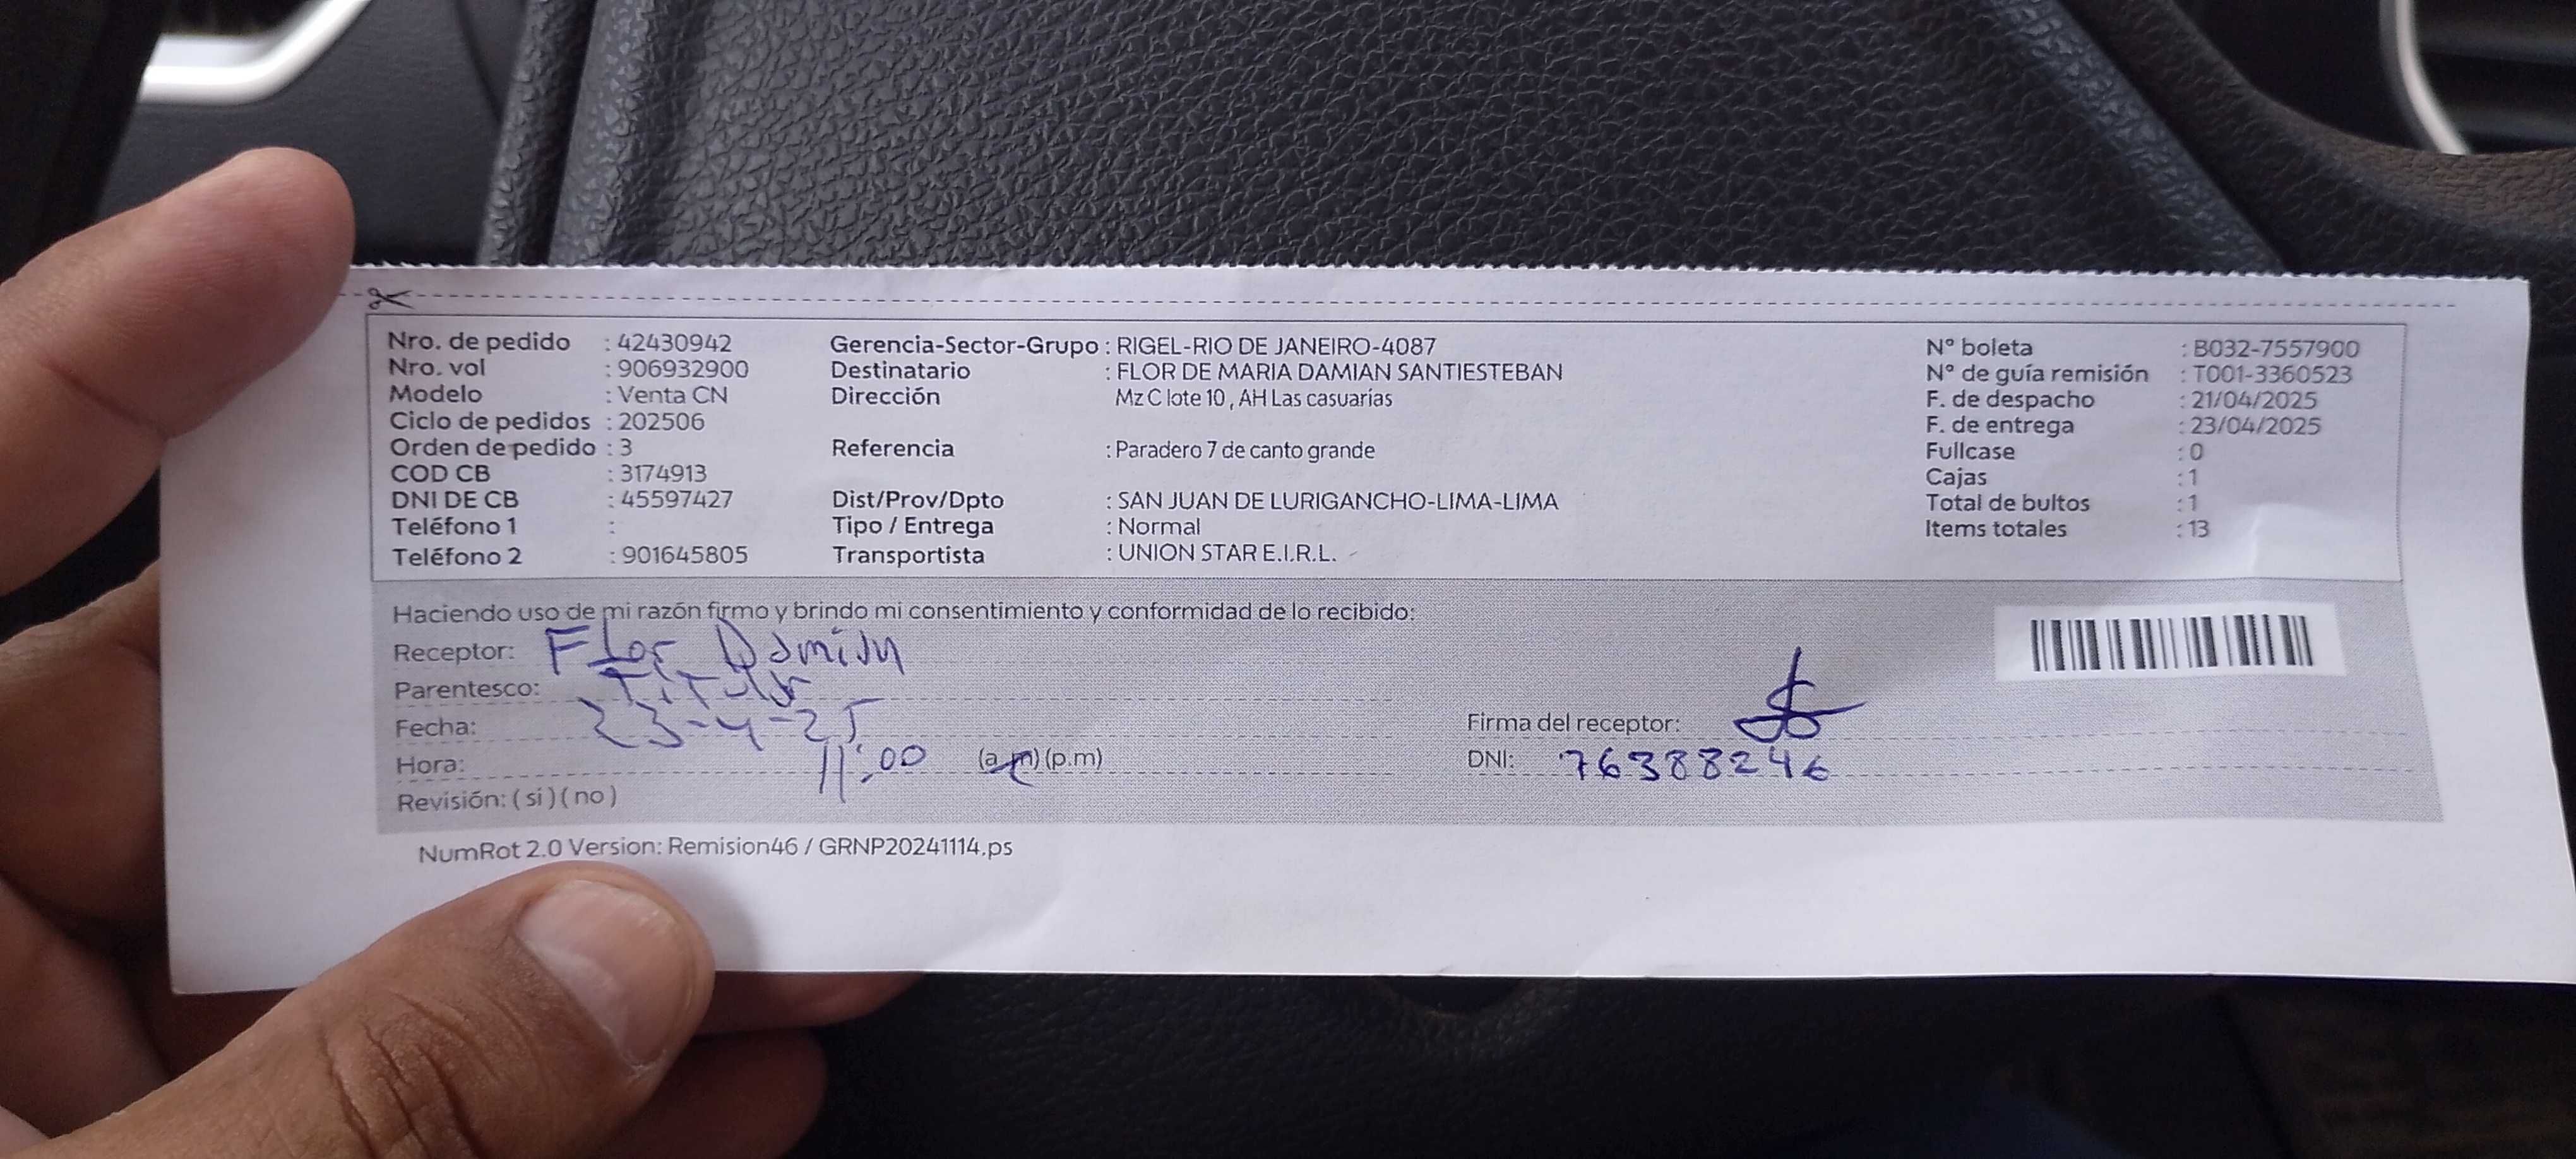 Nro. de pedido : 42430942 Gerencia-Sector-Grupo : RIGEL-RIO DE JANEIRO-4087 N° boleta : B032-7557900
Nro. vol : 906932900 Destinatario : FLOR DE MARIA DAMIAN SANTIESTEBAN N° de guía remisión : T001-3360523
Modelo : Venta CN Dirección Mz C lote 10, AH Las casuarias F. de despacho : 21/04/2025
Ciclo de pedidos : 202506 F. de entrega : 23/04/2025
Orden de pedido : 3 Referencia : Paradero 7 de canto grande Fullcase : 0
COD CB : 3174913 Cajas : 1
DNI DE CB : 45597427 Dist/Prov/Dpto : SAN JUAN DE LURIGANCHO-LIMA-LIMA Total de bultos : 1
Teléfono 1 : Tipo / Entrega : Normal Items totales : 13
Teléfono 2 : 901645805 Transportista : UNION STAR E.I.R.L.
Haciendo uso de mi razón firmo y brindo mi consentimiento y conformidad de lo recibido:
Receptor: Flor Damian
Parentesco: Titular
Fecha: 23-4-25 Firma del receptor:
Hora: 11:00 (a.m) (p.m) DNI: 76388246
Revisión: ( si ) ( no )
NumRot 2.0 Version: Remision46 / GRNP20241114.ps